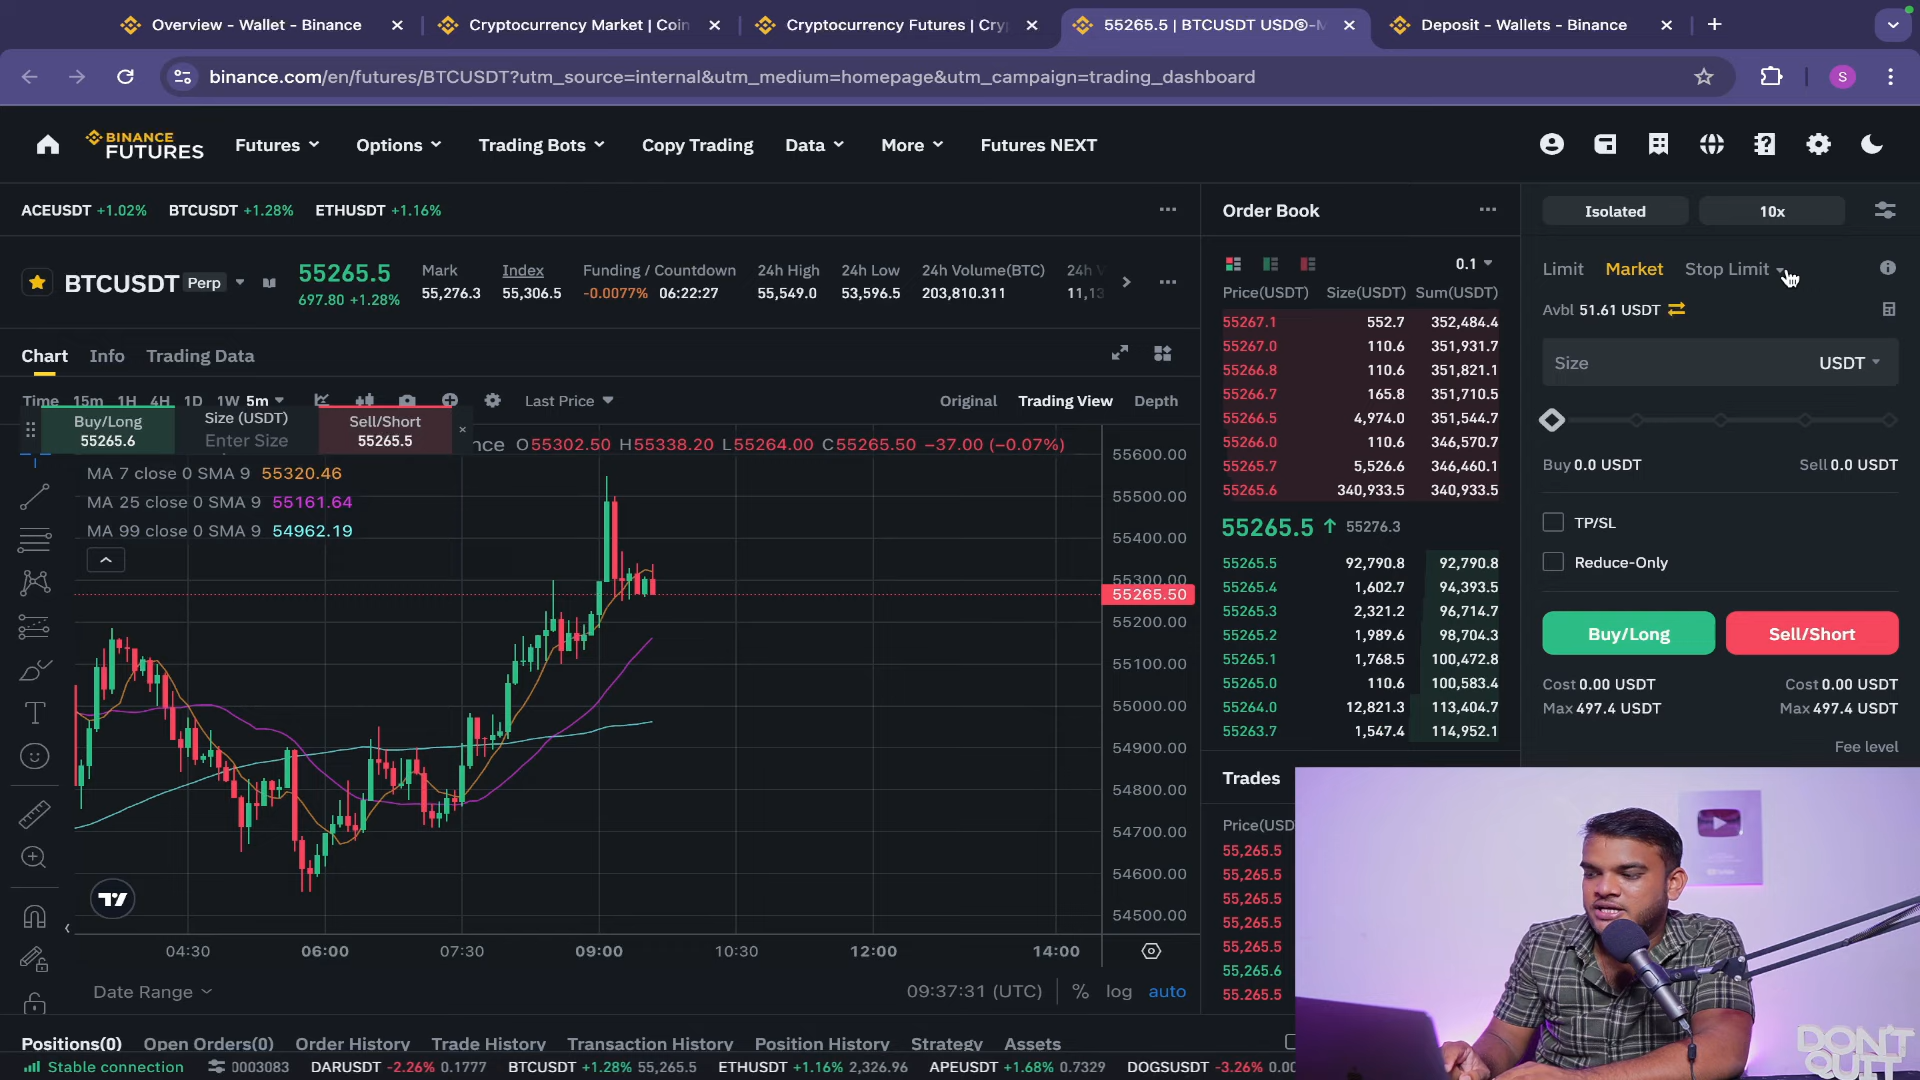 Overview - Wallet - Binance
Cryptocurrency Market | Coin
Cryptocurrency Futures | Cry
55265.5 | BTCUSDT USDⓈ-M
Deposit - Wallets - Binance
binance.com/en/futures/BTCUSDT?utm_source=internal&utm_medium=homepage&utm_campaign=trading_dashboard
S
BINANCE
FUTURES
Futures
Options
Trading Bots
Copy Trading
Data
More
Futures NEXT
ACEUSDT +1.02% BTCUSDT +1.28% ETHUSDT +1.16%
BTCUSDT Perp
55265.5
697.80 +1.28%
Mark
55,276.3
Index
55,306.5
Funding / Countdown
-0.0077% 06:22:27
24h High
55,549.0
24h Low
53,596.5
24h Volume(BTC)
203,810.311
24h V
11,13
Chart Info Trading Data
Time 15m 1H 4H 1D 1W 5m
Last Price
Original Trading View Depth
Buy/Long
55265.6
Size (USDT)
Enter Size
Sell/Short
55265.5
nce O55302.50 H55338.20 L55264.00 C55265.50 −37.00 (−0.07%)
MA 7 close 0 SMA 9 55320.46
MA 25 close 0 SMA 9 55161.64
MA 99 close 0 SMA 9 54962.19
55600.00
55500.00
55400.00
55300.00
55265.50
55200.00
55100.00
55000.00
54900.00
54800.00
54700.00
54600.00
54500.00
04:30 06:00 07:30 09:00 10:30 12:00 14:00
Date Range
09:37:31 (UTC) % log auto
Order Book
0.1
Price(USDT) Size(USDT) Sum(USDT)
55267.1 552.7 352,484.4
55267.0 110.6 351,931.7
55266.8 110.6 351,821.1
55266.7 165.8 351,710.5
55266.5 4,974.0 351,544.7
55266.0 110.6 346,570.7
55265.7 5,526.6 346,460.1
55265.6 340,933.5 340,933.5
55265.5 ↑ 55276.3
55265.5 92,790.8 92,790.8
55265.4 1,602.7 94,393.5
55265.3 2,321.2 96,714.7
55265.2 1,989.6 98,704.3
55265.1 1,768.5 100,472.8
55265.0 110.6 100,583.4
55264.0 12,821.3 113,404.7
55263.7 1,547.4 114,952.1
Trades
Price(USD
55,265.5
55,265.5
55,265.5
55,265.5
55,265.5
55,265.6
55,265.5
Isolated 10x
Limit Market Stop Limit
Avbl 51.61 USDT
Size USDT
Buy 0.0 USDT Sell 0.0 USDT
TP/SL
Reduce-Only
Buy/Long Sell/Short
Cost 0.00 USDT Cost 0.00 USDT
Max 497.4 USDT Max 497.4 USDT
Fee level
DON'T
QUIT
Positions(0) Open Orders(0) Order History Trade History Transaction History Position History Strategy Assets
Stable connection
0003083 DARUSDT -2.26% 0.1777 BTCUSDT +1.28% 55,265.5 ETHUSDT +1.16% 2,326.96 APEUSDT +1.68% 0.7329 DOGSUSDT -3.26% 0.00